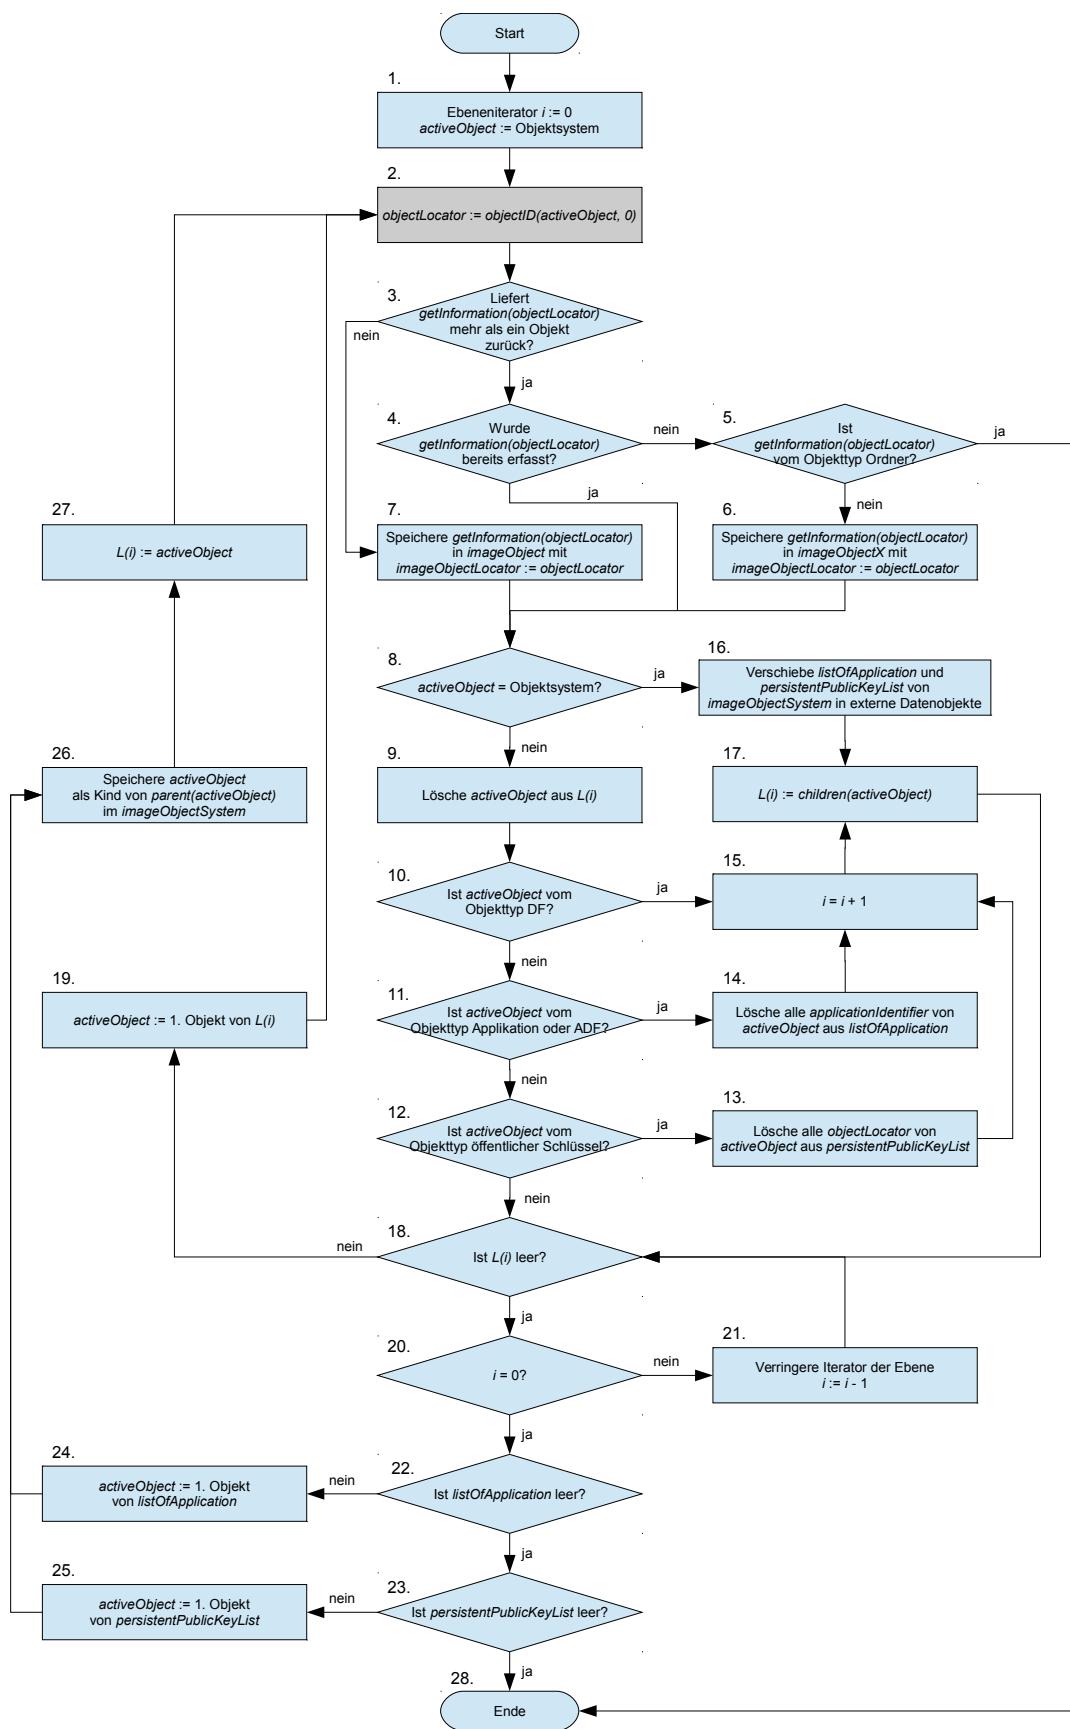 Start
1.
Ebeneniterator i := 0
activeObject := Objektsystem
2.
objectLocator := objectID(activeObject, 0)
3.
Liefert
getInformation(objectLocator)
mehr als ein Objekt
zurück?
nein
ja
4.
Wurde
getInformation(objectLocator)
bereits erfasst?
nein
ja
5.
Ist
getInformation(objectLocator)
vom Objekttyp Ordner?
ja
nein
27.
L(i) := activeObject
7.
Speichere getInformation(objectLocator)
in imageObject mit
imageObjectLocator := objectLocator
6.
Speichere getInformation(objectLocator)
in imageObjectX mit
imageObjectLocator := objectLocator
8.
activeObject = Objektsystem?
ja
nein
16.
Verschiebe listOfApplication und
persistentPublicKeyList von
imageObjectSystem in externe Datenobjekte
26.
Speichere activeObject
als Kind von parent(activeObject)
im imageObjectSystem
9.
Lösche activeObject aus L(i)
17.
L(i) := children(activeObject)
10.
Ist activeObject vom
Objekttyp DF?
ja
nein
15.
i = i + 1
19.
activeObject := 1. Objekt von L(i)
11.
Ist activeObject vom
Objekttyp Applikation oder ADF?
ja
nein
14.
Lösche alle applicationIdentifier von
activeObject aus listOfApplication
12.
Ist activeObject vom
Objekttyp öffentlicher Schlüssel?
ja
nein
13.
Lösche alle objectLocator von
activeObject aus persistentPublicKeyList
18.
Ist L(i) leer?
nein
ja
20.
i = 0?
nein
ja
21.
Verringere Iterator der Ebene
i := i - 1
24.
activeObject := 1. Objekt
von listOfApplication
22.
Ist listOfApplication leer?
nein
ja
25.
activeObject := 1. Objekt
von persistentPublicKeyList
23.
Ist persistentPublicKeyList leer?
nein
ja
28.
Ende